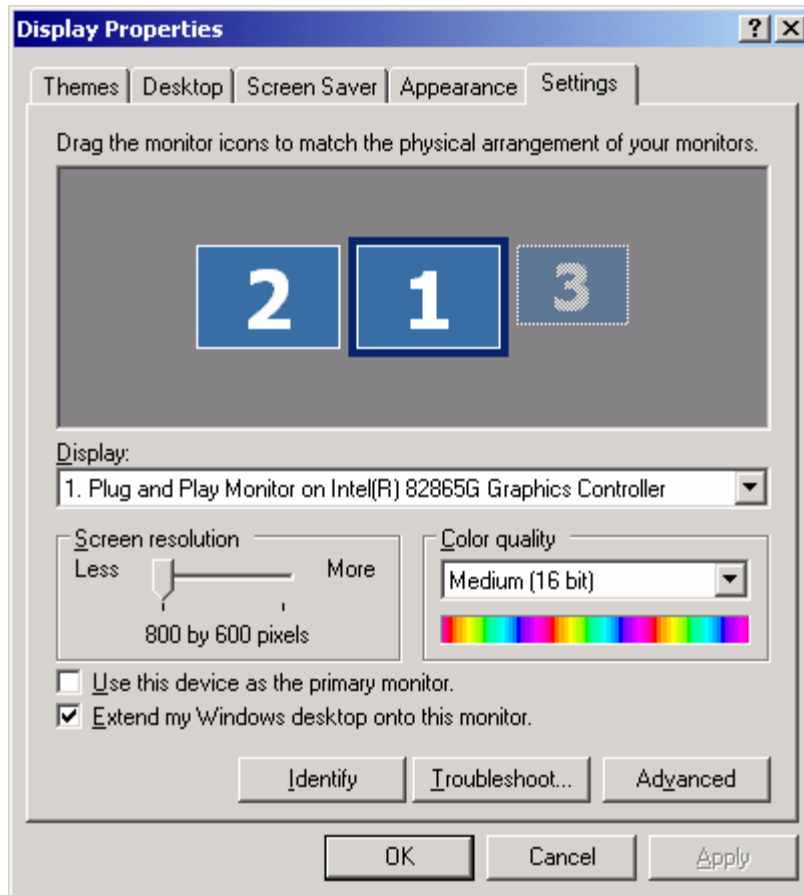 Display Properties
Themes Desktop Screen Saver Appearance Settings
Drag the monitor icons to match the physical arrangement of your monitors.
2 1 3
Display:
1. Plug and Play Monitor on Intel(R) 82865G Graphics Controller
Screen resolution
Less More
800 by 600 pixels
Color quality
Medium (16 bit)
Use this device as the primary monitor.
Extend my Windows desktop onto this monitor.
Identify Troubleshoot... Advanced
OK Cancel Apply